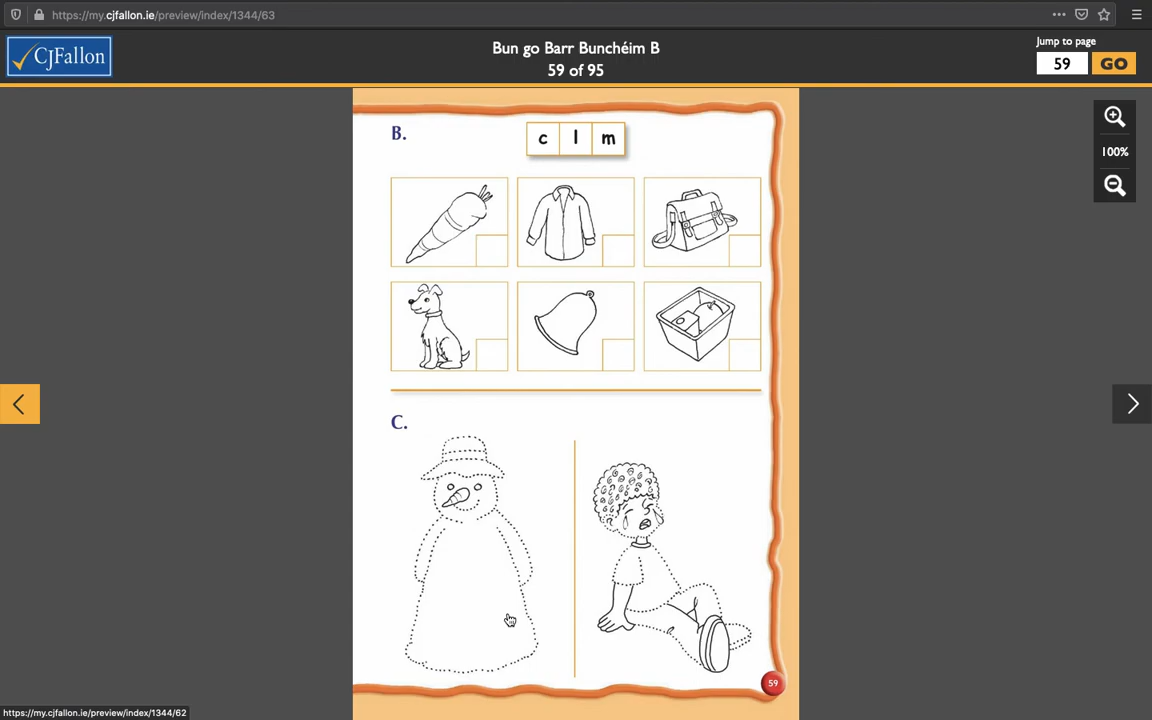 https://my.cjfallon.ie/preview/index/1344/63
CJFallon
Bun go Barr Bunchéim B
59 of 95
Jump to page
59 GO
100%
B.
c l m
C.
59
https://my.cjfallon.ie/preview/index/1344/62